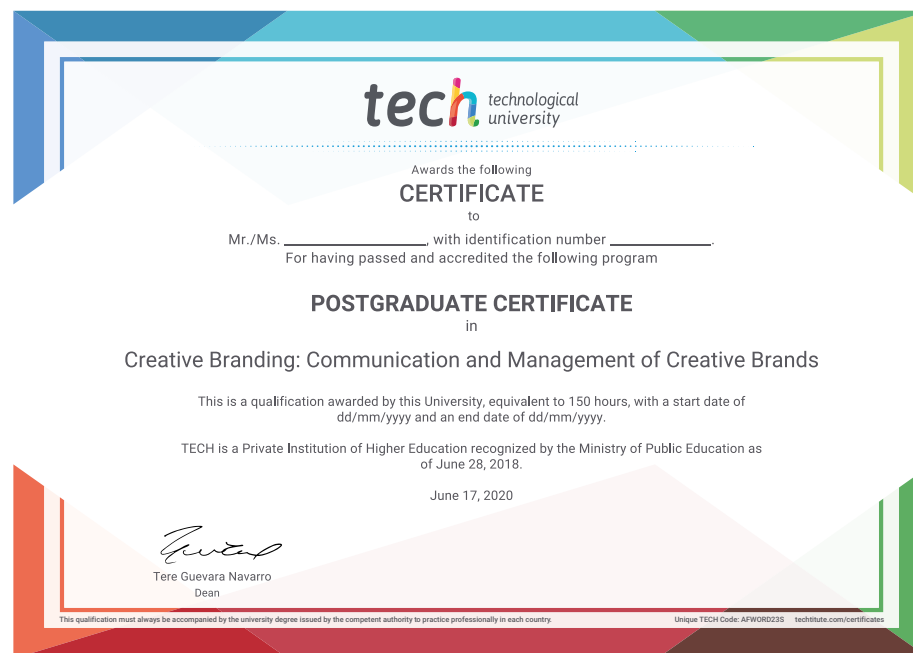 tech technological
university
Awards the following
CERTIFICATE
to
Mr./Ms. ____________________, with identification number ______________.
For having passed and accredited the following program
POSTGRADUATE CERTIFICATE
in
Creative Branding: Communication and Management of Creative Brands
This is a qualification awarded by this University, equivalent to 150 hours, with a start date of
dd/mm/yyyy and an end date of dd/mm/yyyy.
TECH is a Private Institution of Higher Education recognized by the Ministry of Public Education as
of June 28, 2018.
June 17, 2020
Tere Guevara Navarro
Dean
This qualification must always be accompanied by the university degree issued by the competent authority to practice professionally in each country. Unique TECH Code: AFWORD23S techtitute.com/certificates